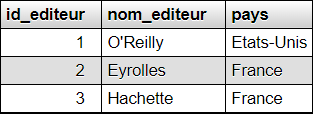 id_editeur nom_editeur pays
1 O'Reilly Etats-Unis
2 Eyrolles France
3 Hachette France